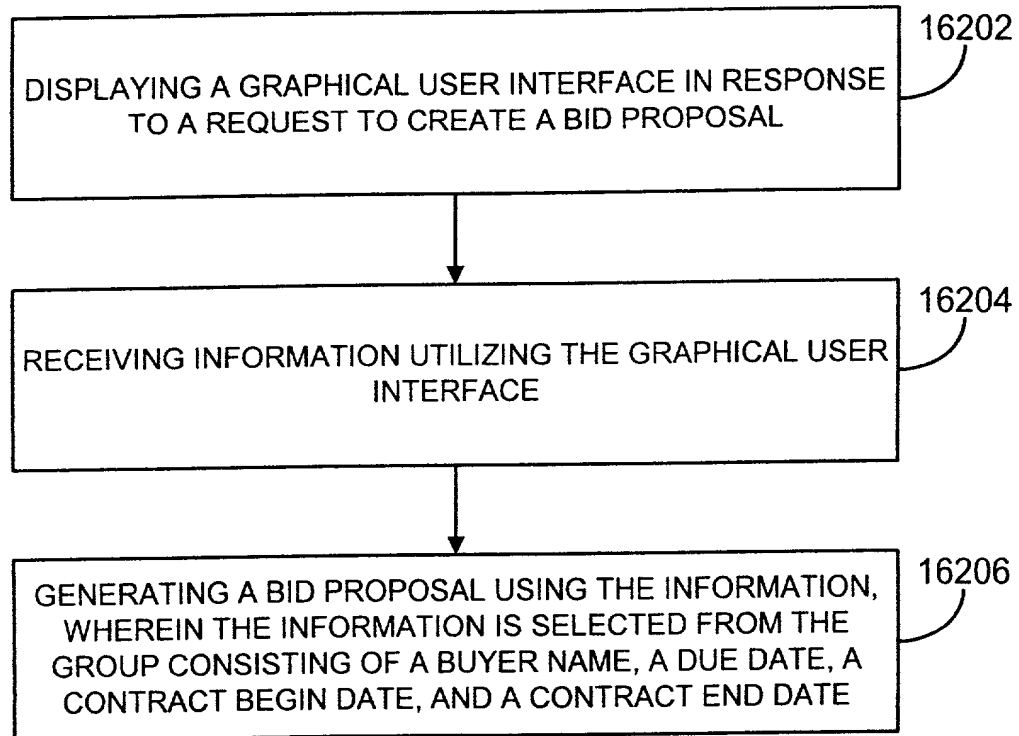 16202
DISPLAYING A GRAPHICAL USER INTERFACE IN RESPONSE
TO A REQUEST TO CREATE A BID PROPOSAL
16204
RECEIVING INFORMATION UTILIZING THE GRAPHICAL USER
INTERFACE
16206
GENERATING A BID PROPOSAL USING THE INFORMATION,
WHEREIN THE INFORMATION IS SELECTED FROM THE
GROUP CONSISTING OF A BUYER NAME, A DUE DATE, A
CONTRACT BEGIN DATE, AND A CONTRACT END DATE